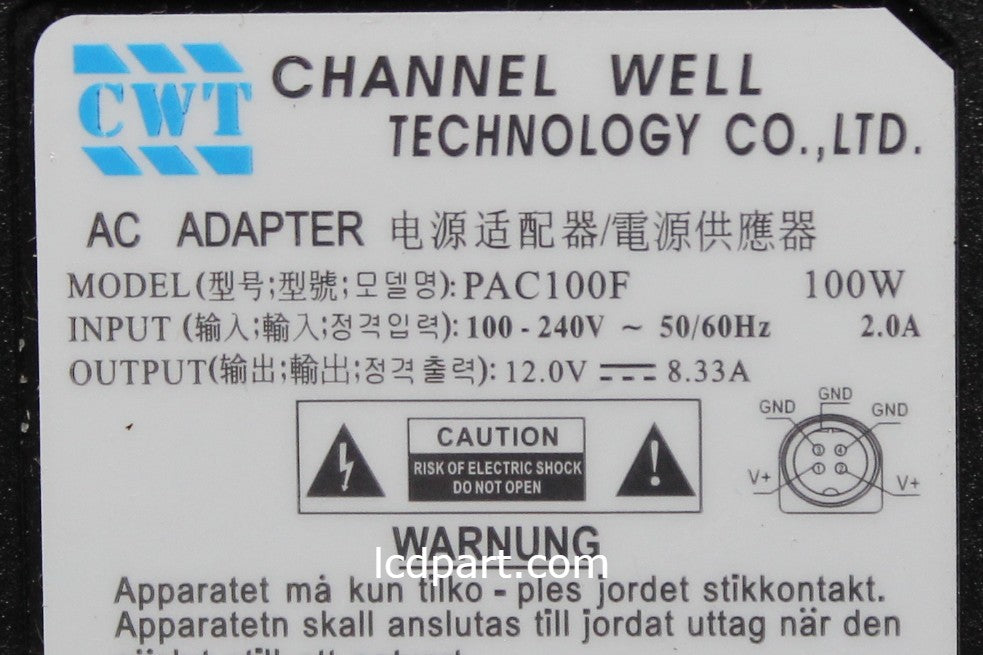 CWT CHANNEL WELL
TECHNOLOGY CO.,LTD.
AC ADAPTER 电源适配器/電源供應器
MODEL(型号;型號;모델명):PAC100F 100W
INPUT (输入;輸入;정격입력):100-240V ~ 50/60Hz 2.0A
OUTPUT(输出;輸出;정격출력):12.0V 8.33A
GND
GND GND
CAUTION
RISK OF ELECTRIC SHOCK
DO NOT OPEN
3 4
1 2
V+ V+
WARNUNG
lcdpart.com
Apparatet må kun tilko - ples jordet stikkontakt.
Apparatetn skall anslutas till jordat uttag när den